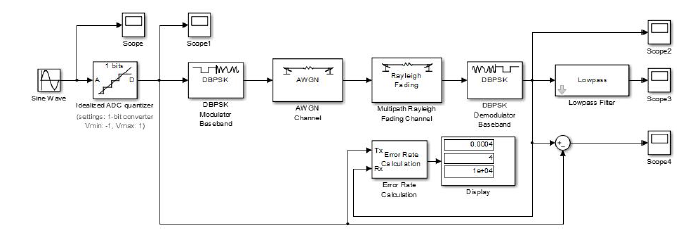 Scope
Scope1
Scope2
1 bits
A
D
DBPSK
AWGN
Rayleigh
Fading
DBPSK
Lowpass
Sine Wave
Idealized ADC quantizer
(settings: 1-bit converter
Vmin: -1, Vmax: 1)
DBPSK
Modulator
Baseband
AWGN
Channel
Multipath Rayleigh
Fading Channel
DBPSK
Demodulator
Baseband
Lowpass Filter
Scope3
Tx
Rx
Error Rate
Calculation
Error Rate
Calculation
0.0004
4
1e+04
Display
+
-
Scope4